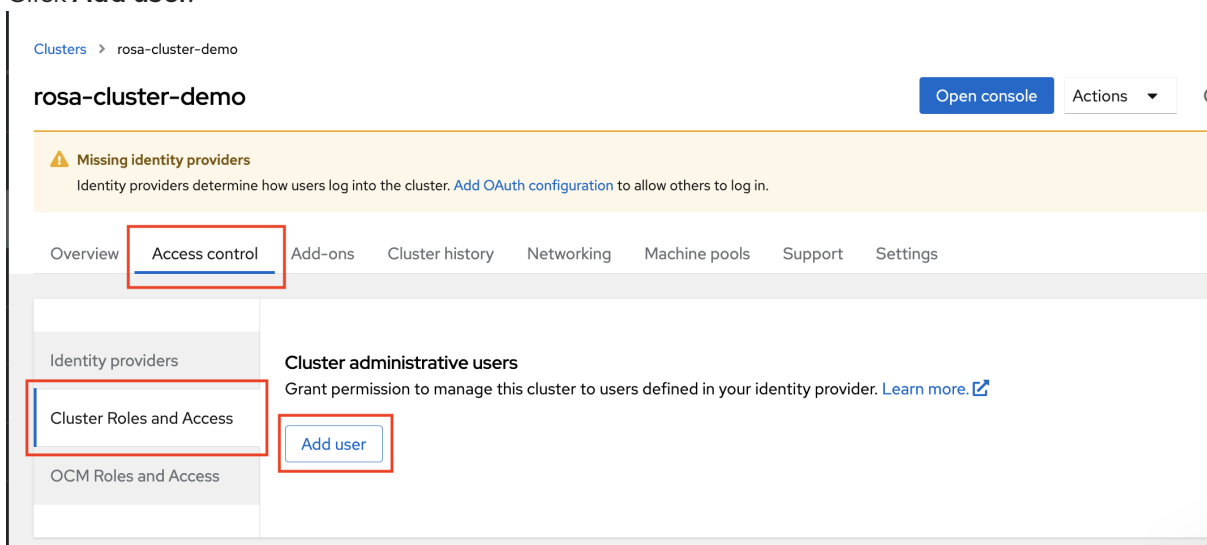 Click Add user.
Clusters > rosa-cluster-demo
rosa-cluster-demo
Open console
Actions
Missing identity providers
Identity providers determine how users log into the cluster. Add OAuth configuration to allow others to log in.
Overview
Access control
Add-ons
Cluster history
Networking
Machine pools
Support
Settings
Identity providers
Cluster Roles and Access
OCM Roles and Access
Cluster administrative users
Grant permission to manage this cluster to users defined in your identity provider. Learn more.
Add user